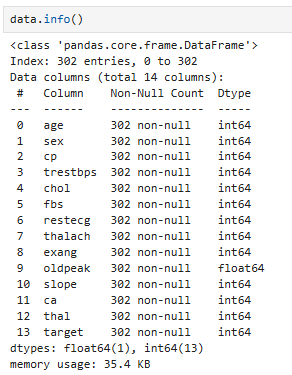 data.info()
<class 'pandas.core.frame.DataFrame'>
Index: 302 entries, 0 to 302
Data columns (total 14 columns):
 #   Column    Non-Null Count  Dtype
---  ------    --------------  -----
 0   age       302 non-null    int64
 1   sex       302 non-null    int64
 2   cp        302 non-null    int64
 3   trestbps  302 non-null    int64
 4   chol      302 non-null    int64
 5   fbs       302 non-null    int64
 6   restecg   302 non-null    int64
 7   thalach   302 non-null    int64
 8   exang     302 non-null    int64
 9   oldpeak   302 non-null    float64
 10  slope     302 non-null    int64
 11  ca        302 non-null    int64
 12  thal      302 non-null    int64
 13  target    302 non-null    int64
dtypes: float64(1), int64(13)
memory usage: 35.4 KB